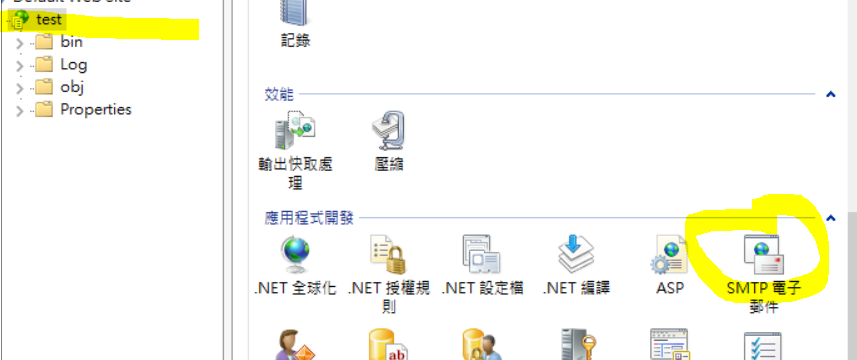 Default Web Site
test
bin
Log
obj
Properties
記錄
效能
輸出快取處
理
壓縮
應用程式開發
.NET 全球化
.NET 授權規
則
.NET 設定檔
.NET 編譯
ASP
SMTP 電子
郵件
ab